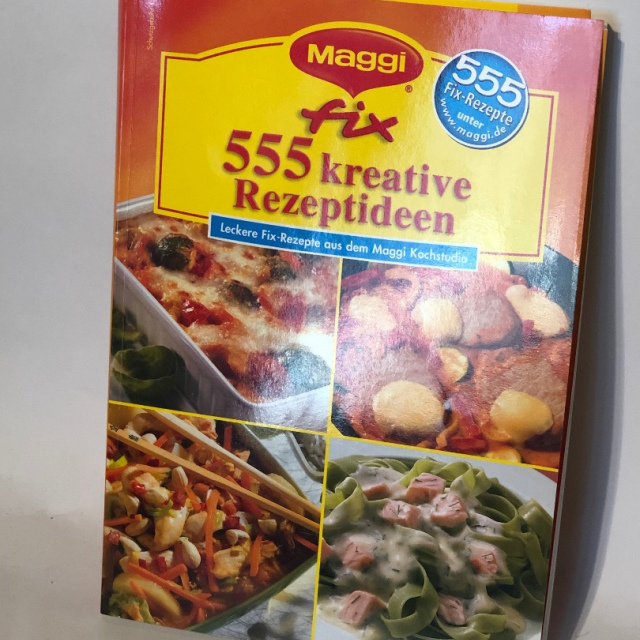 Maggi
®
fix
555 kreative
Rezeptideen
Leckere Fix-Rezepte aus dem Maggi Kochstudio
555
Fix-Rezepte
unter
www.maggi.de